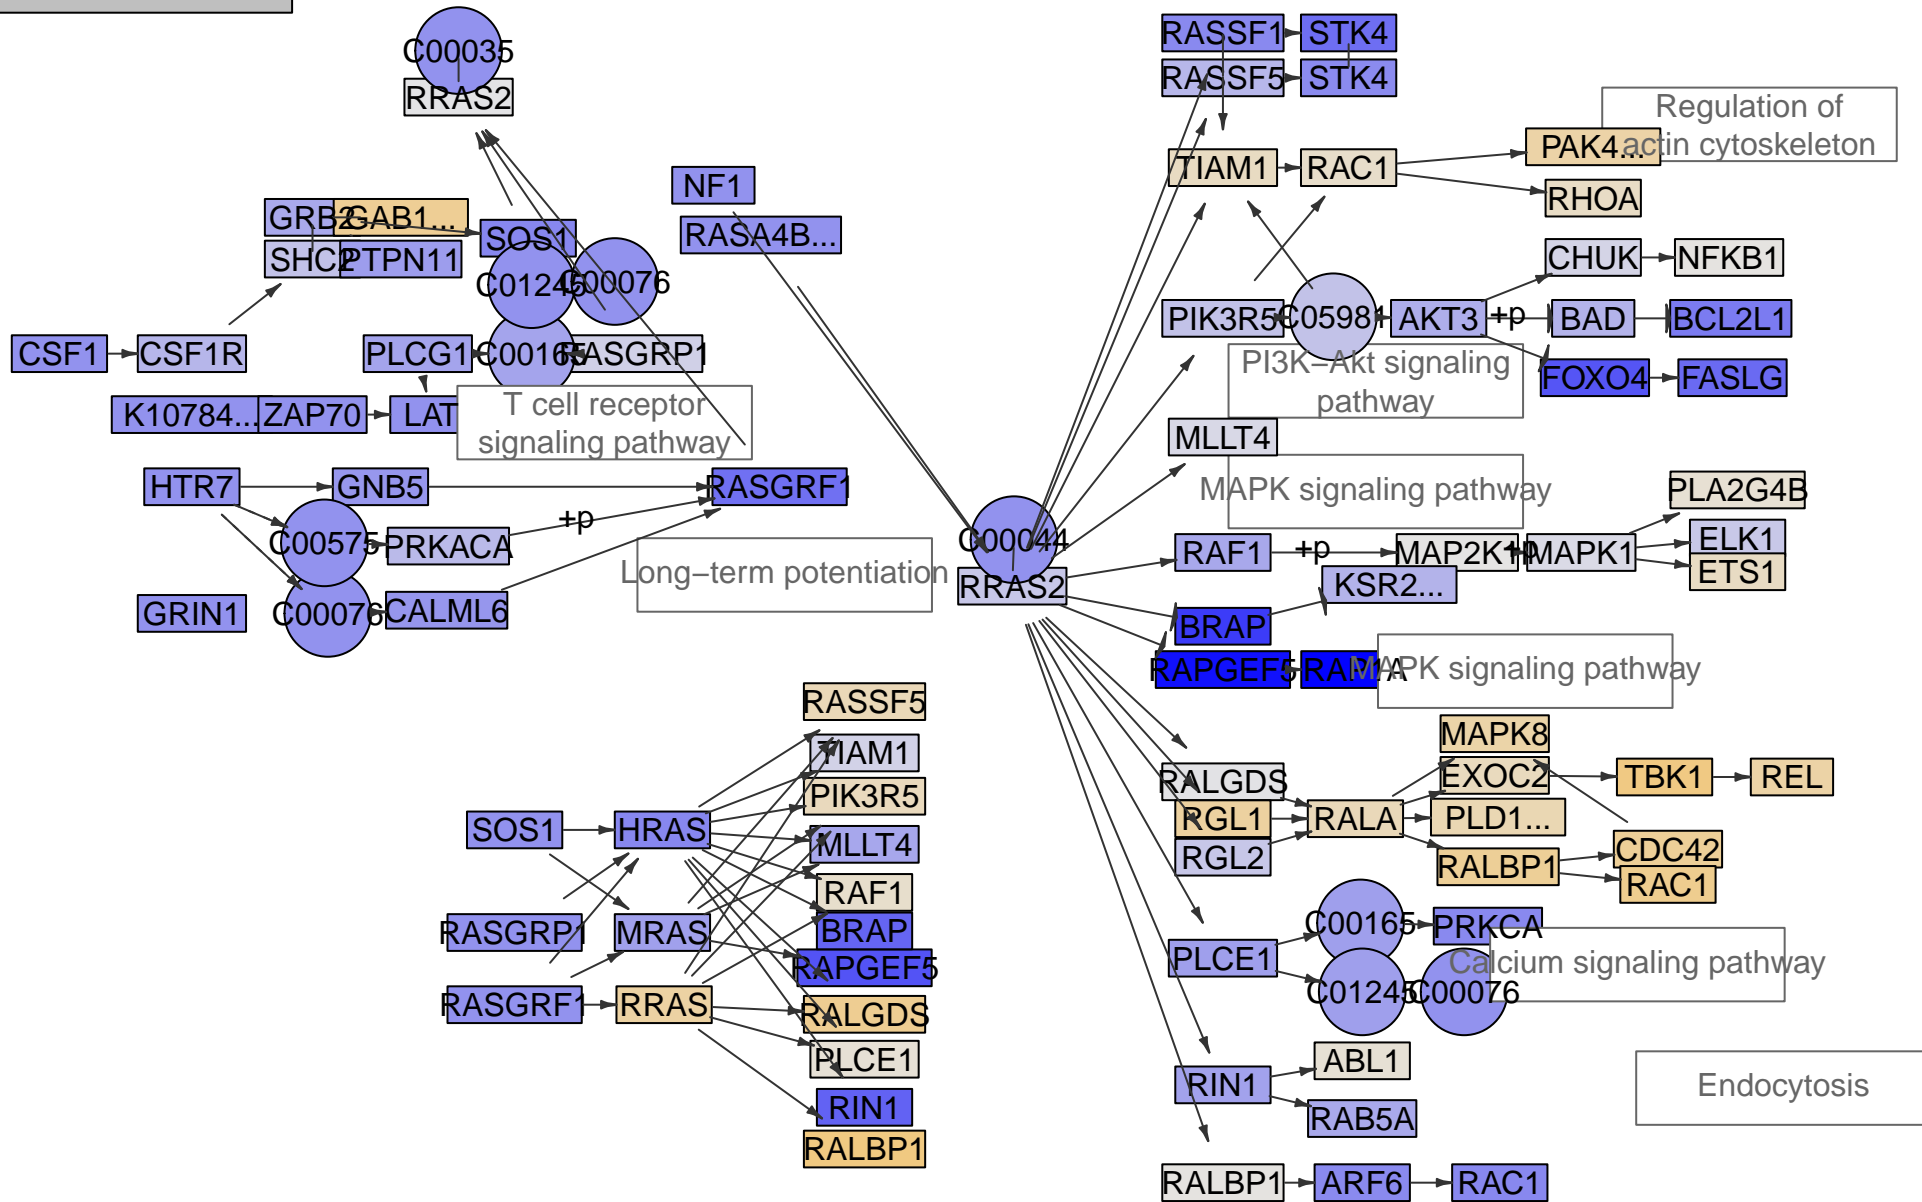 C00035
RRAS2
NF1
RASA4B...
GRB2
GAB1...
SOS1
SHC2
PTPN11
C01245
C00076
CSF1
CSF1R
PLCG1
C00165
RASGRP1
K10784...
ZAP70
LAT
T cell receptor
signaling pathway
HTR7
GNB5
RASGRF1
+p
C00575
PRKACA
Long–term potentiation
GRIN1
C00076
CALML6
C00044
RRAS2
RASSF1
STK4
RASSF5
STK4
Regulation of
actin cytoskeleton
PAK4...
TIAM1
RAC1
RHOA
CHUK
NFKB1
PIK3R5
C05981
AKT3
+p
BAD
BCL2L1
PI3K–Akt signaling
pathway
FOXO4
FASLG
MLLT4
MAPK signaling pathway
PLA2G4B
RAF1
+p
MAP2K1
+p
MAPK1
ELK1
ETS1
KSR2...
BRAP
RAPGEF5
RAP1A
MAPK signaling pathway
RASSF5
TIAM1
PIK3R5
SOS1
HRAS
MLLT4
RAF1
RASGRP1
MRAS
BRAP
RAPGEF5
RASGRF1
RRAS
RALGDS
PLCE1
RIN1
RALBP1
MAPK8
RALGDS
EXOC2
TBK1
REL
RGL1
RALA
PLD1...
RGL2
RALBP1
CDC42
RAC1
C00165
PRKCA
PLCE1
Calcium signaling pathway
C01245
C00076
ABL1
RIN1
RAB5A
Endocytosis
RALBP1
ARF6
RAC1